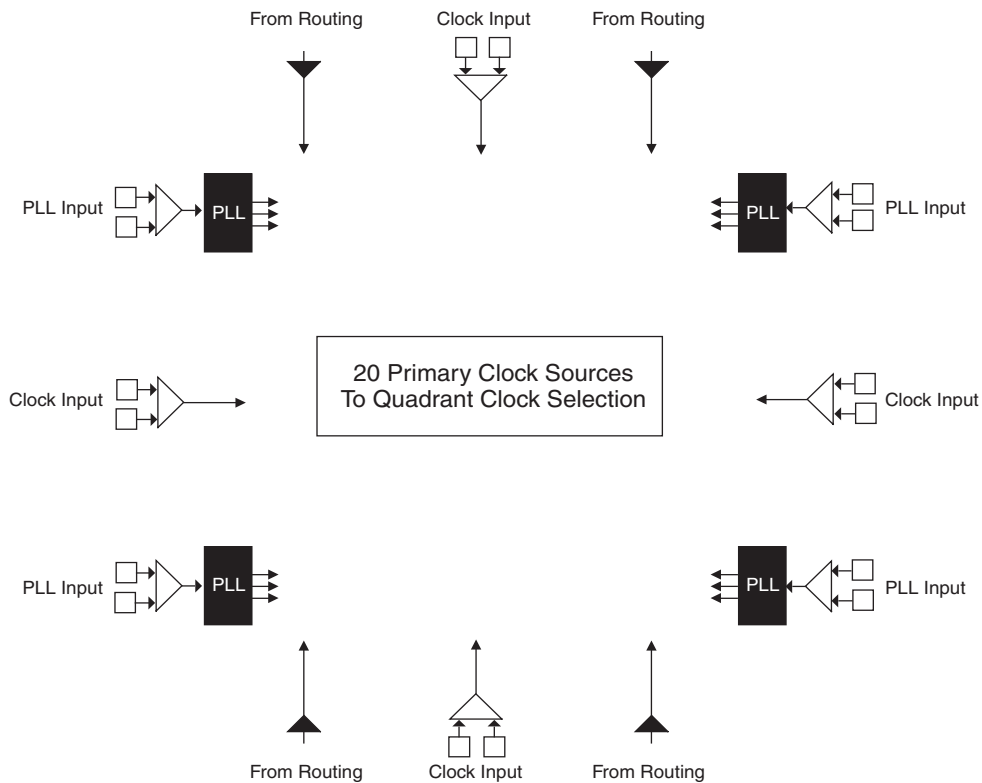 From Routing
Clock Input
From Routing
PLL Input
PLL
PLL
PLL Input
Clock Input
20 Primary Clock Sources
To Quadrant Clock Selection
Clock Input
PLL Input
PLL
PLL
PLL Input
From Routing
Clock Input
From Routing